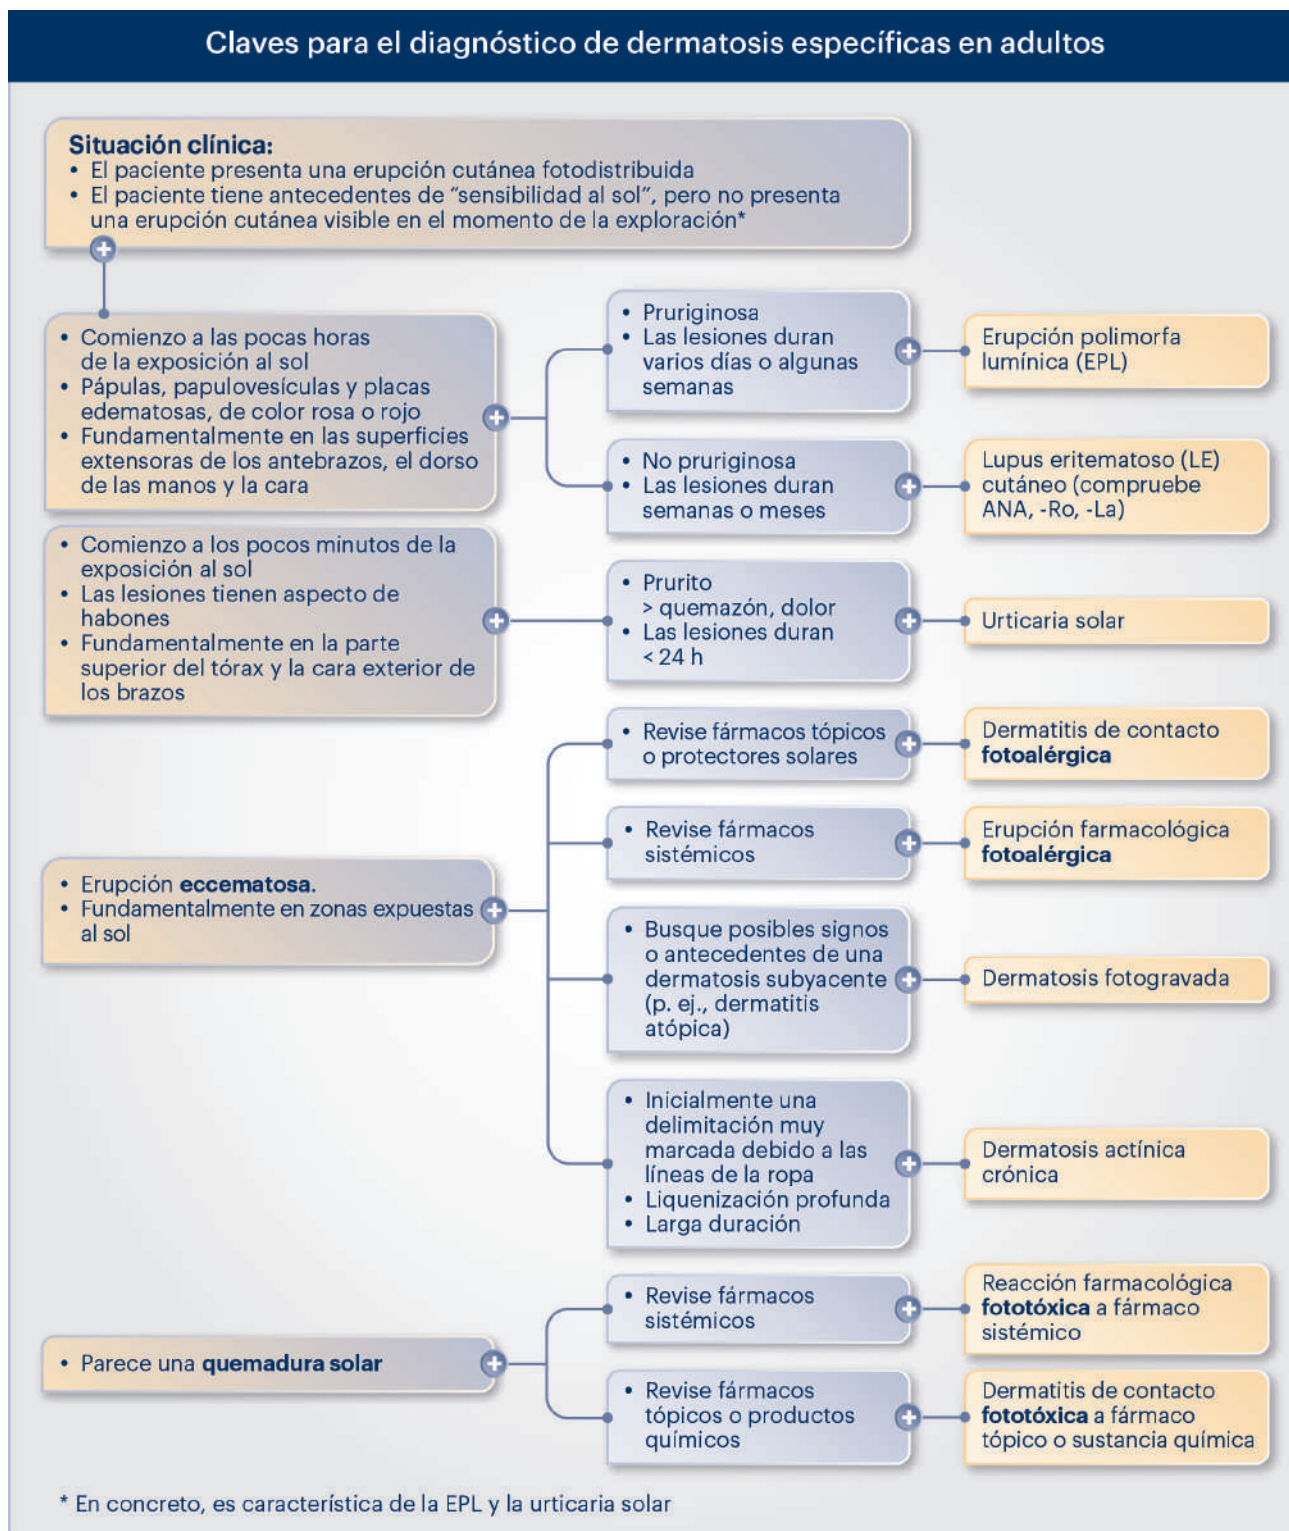 Claves para el diagnóstico de dermatosis específicas en adultos
Situación clínica:
• El paciente presenta una erupción cutánea fotodistribuida
• El paciente tiene antecedentes de “sensibilidad al sol”, pero no presenta
una erupción cutánea visible en el momento de la exploración*
• Comienzo a las pocas horas
de la exposición al sol
• Pápulas, papulovesículas y placas
edematosas, de color rosa o rojo
• Fundamentalmente en las superficies
extensoras de los antebrazos, el dorso
de las manos y la cara
• Pruriginosa
• Las lesiones duran
varios días o algunas
semanas
Erupción polimorfa
lumínica (EPL)
• No pruriginosa
• Las lesiones duran
semanas o meses
Lupus eritematoso (LE)
cutáneo (compruebe
ANA, -Ro, -La)
• Comienzo a los pocos minutos de la
exposición al sol
• Las lesiones tienen aspecto de
habones
• Fundamentalmente en la parte
superior del tórax y la cara exterior de
los brazos
• Prurito
> quemazón, dolor
• Las lesiones duran
< 24 h
Urticaria solar
• Erupción eccematosa.
• Fundamentalmente en zonas expuestas
al sol
• Revise fármacos tópicos
o protectores solares
Dermatitis de contacto
fotoalérgica
• Revise fármacos
sistémicos
Erupción farmacológica
fotoalérgica
• Busque posibles signos
o antecedentes de una
dermatosis subyacente
(p. ej., dermatitis
atópica)
Dermatosis fotogravada
• Inicialmente una
delimitación muy
marcada debido a las
líneas de la ropa
• Liquenización profunda
• Larga duración
Dermatosis actínica
crónica
• Parece una quemadura solar
• Revise fármacos
sistémicos
Reacción farmacológica
fototóxica a fármaco
sistémico
• Revise fármacos
tópicos o productos
químicos
Dermatitis de contacto
fototóxica a fármaco
tópico o sustancia química
* En concreto, es característica de la EPL y la urticaria solar